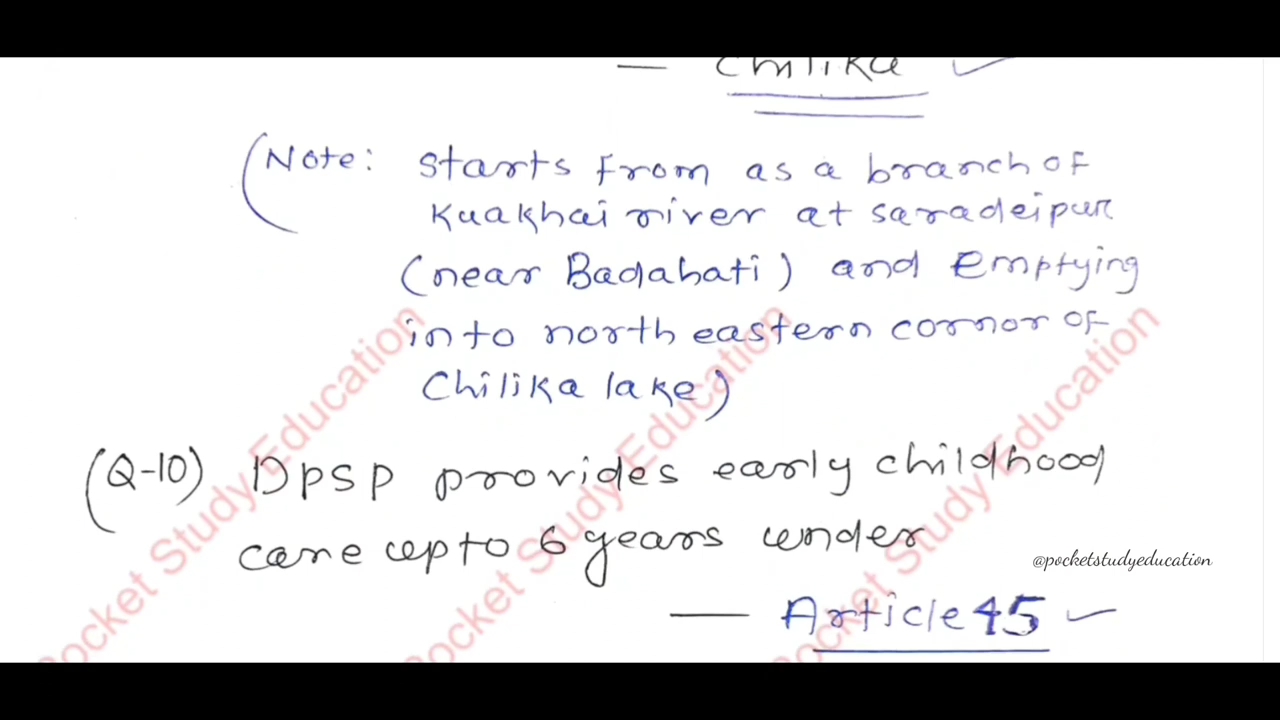 — Chilika
(Note: Starts from as a branch of
Kuakhai river at saradeipur
(near Badahati) and Emptying
into north eastern cornor of
Chilika lake)
(Q-10) DPSP provides early childhood
care upto 6 years under
@pocketstudyeducation
— Article 45
Pocket Study Education
Pocket Study Education
Pocket Study Education